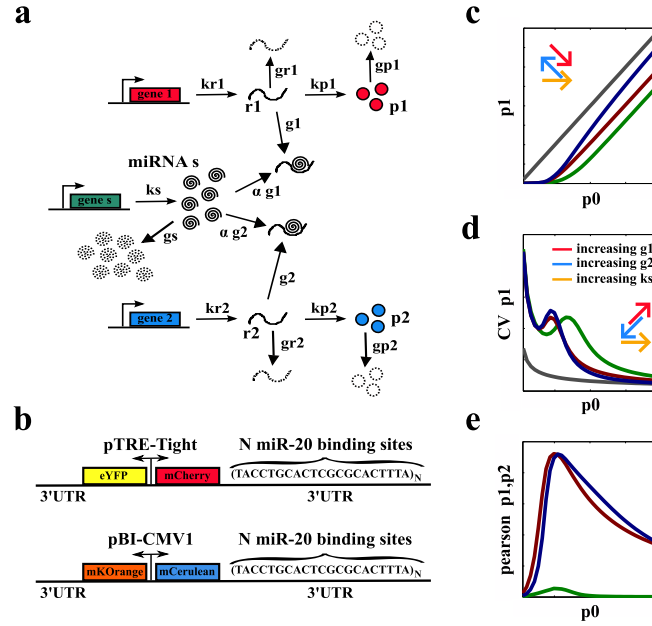 a
gene 1
kr1
r1
gr1
kp1
gp1
p1
g1
miRNA s
gene s
ks
α g1
gs
α g2
g2
gene 2
kr2
r2
kp2
p2
gr2
gp2
b
pTRE-Tight
N miR-20 binding sites
eYFP
mCherry
(TACCTGCACTCGCGCACTTTA)N
3'UTR
3'UTR
pBI-CMV1
N miR-20 binding sites
mKOrange
mCerulean
(TACCTGCACTCGCGCACTTTA)N
3'UTR
3'UTR
c
p1
p0
d
increasing g1
increasing g2
increasing ks
CV p1
p0
e
pearson p1,p2
p0